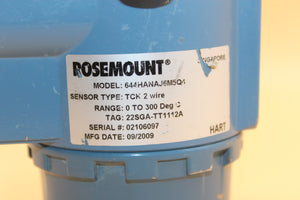 ROSEMOUNT®
MODEL: 644HANAJ6M5Q4
SINGAPORE
SENSOR TYPE: TCK 2 wire
RANGE: 0 TO 300 Deg C
TAG: 22SGA-TT1112A
SERIAL #: 02106097
HART
MFG DATE: 09/2009